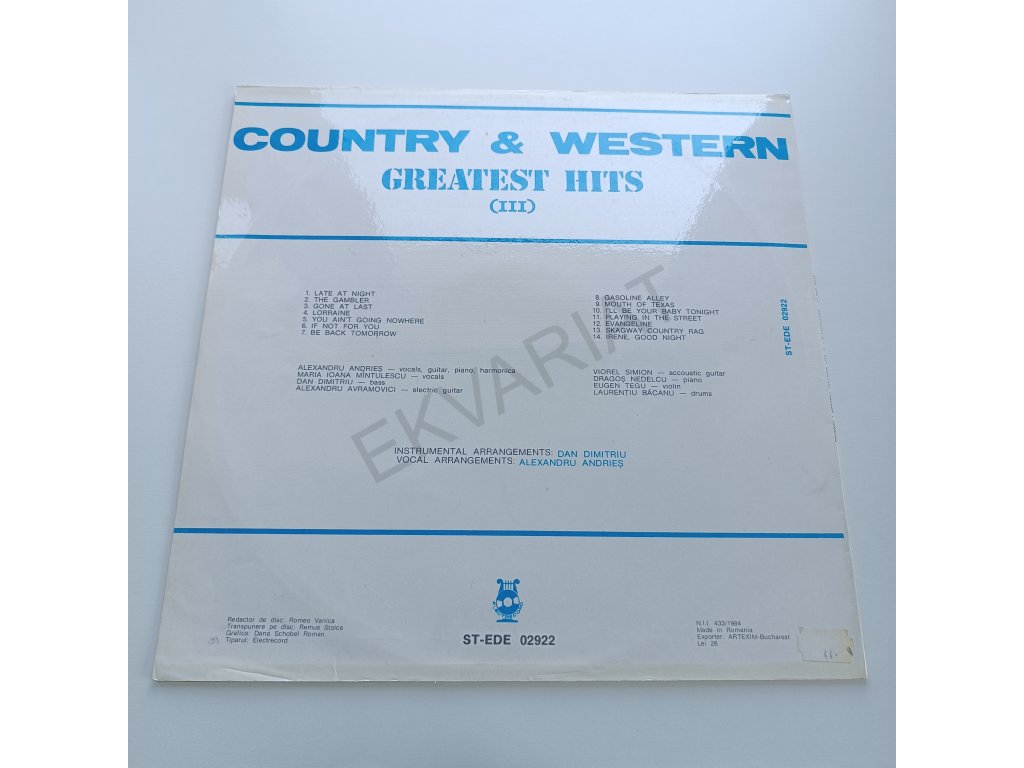 COUNTRY & WESTERN
GREATEST HITS
(III)
1. LATE AT NIGHT
2. THE GAMBLER
3. GONE AT LAST
4. LORRAINE
5. YOU AIN'T GOING NOWHERE
6. IF NOT FOR YOU
7. BE BACK TOMORROW
8. GASOLINE ALLEY
9. MOUTH OF TEXAS
10. I'LL BE YOUR BABY TONIGHT
11. PLAYING IN THE STREET
12. EVANGELINE
13. SKAGWAY COUNTRY RAG
14. IRENE, GOOD NIGHT
ST-EDE 02922
ALEXANDRU ANDRIEȘ — vocals, guitar, piano, harmonica
MARIA IOANA MÎNTULESCU — vocals
DAN DIMITRIU — bass
ALEXANDRU AVRAMOVICI — electric guitar
VIOREL SIMION — accoustic guitar
DRAGOȘ NEDELCU — piano
EUGEN TEGU — violin
LAURENȚIU BĂCANU — drums
INSTRUMENTAL ARRANGEMENTS: DAN DIMITRIU
VOCAL ARRANGEMENTS: ALEXANDRU ANDRIEȘ
EKVARIAT
Redactor de disc: Romeo Vanica
Transpunere pe disc: Remus Stoica
Grafica: Dana Schobel Roman
Tiparul: Electrecord
ST-EDE 02922
N.I.I. 433/1984
Made in Romania
Exporter: ARTEXIM-Bucharest
Lei 26